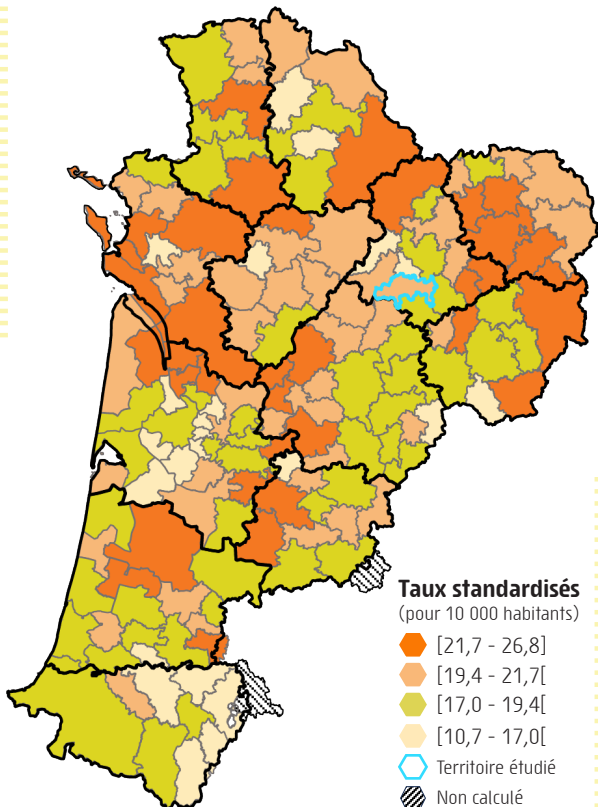 Taux standardisés
(pour 10 000 habitants)
[21,7 - 26,8]
[19,4 - 21,7[
[17,0 - 19,4[
[10,7 - 17,0[
Territoire étudié
Non calculé